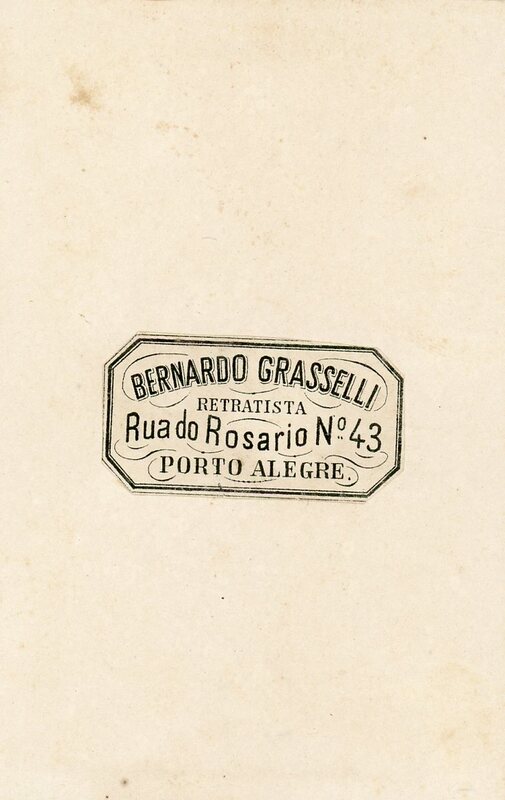 BERNARDO GRASSELLI
RETRATISTA
Rua do Rosario Nº 43
PORTO ALEGRE.